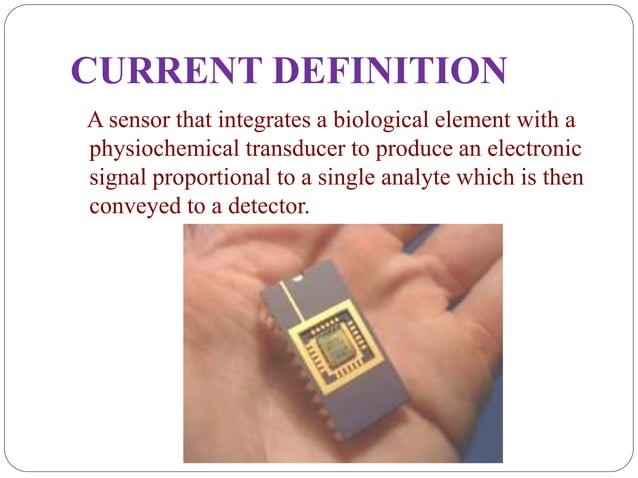 CURRENT DEFINITION
A sensor that integrates a biological element with a
physiochemical transducer to produce an electronic
signal proportional to a single analyte which is then
conveyed to a detector.